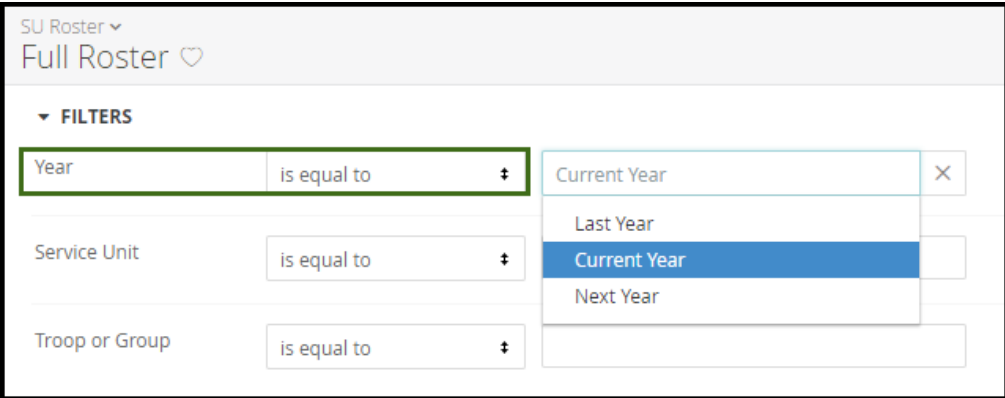 SU Roster
Full Roster
FILTERS
Year is equal to Current Year
Last Year
Service Unit is equal to Current Year
Next Year
Troop or Group is equal to